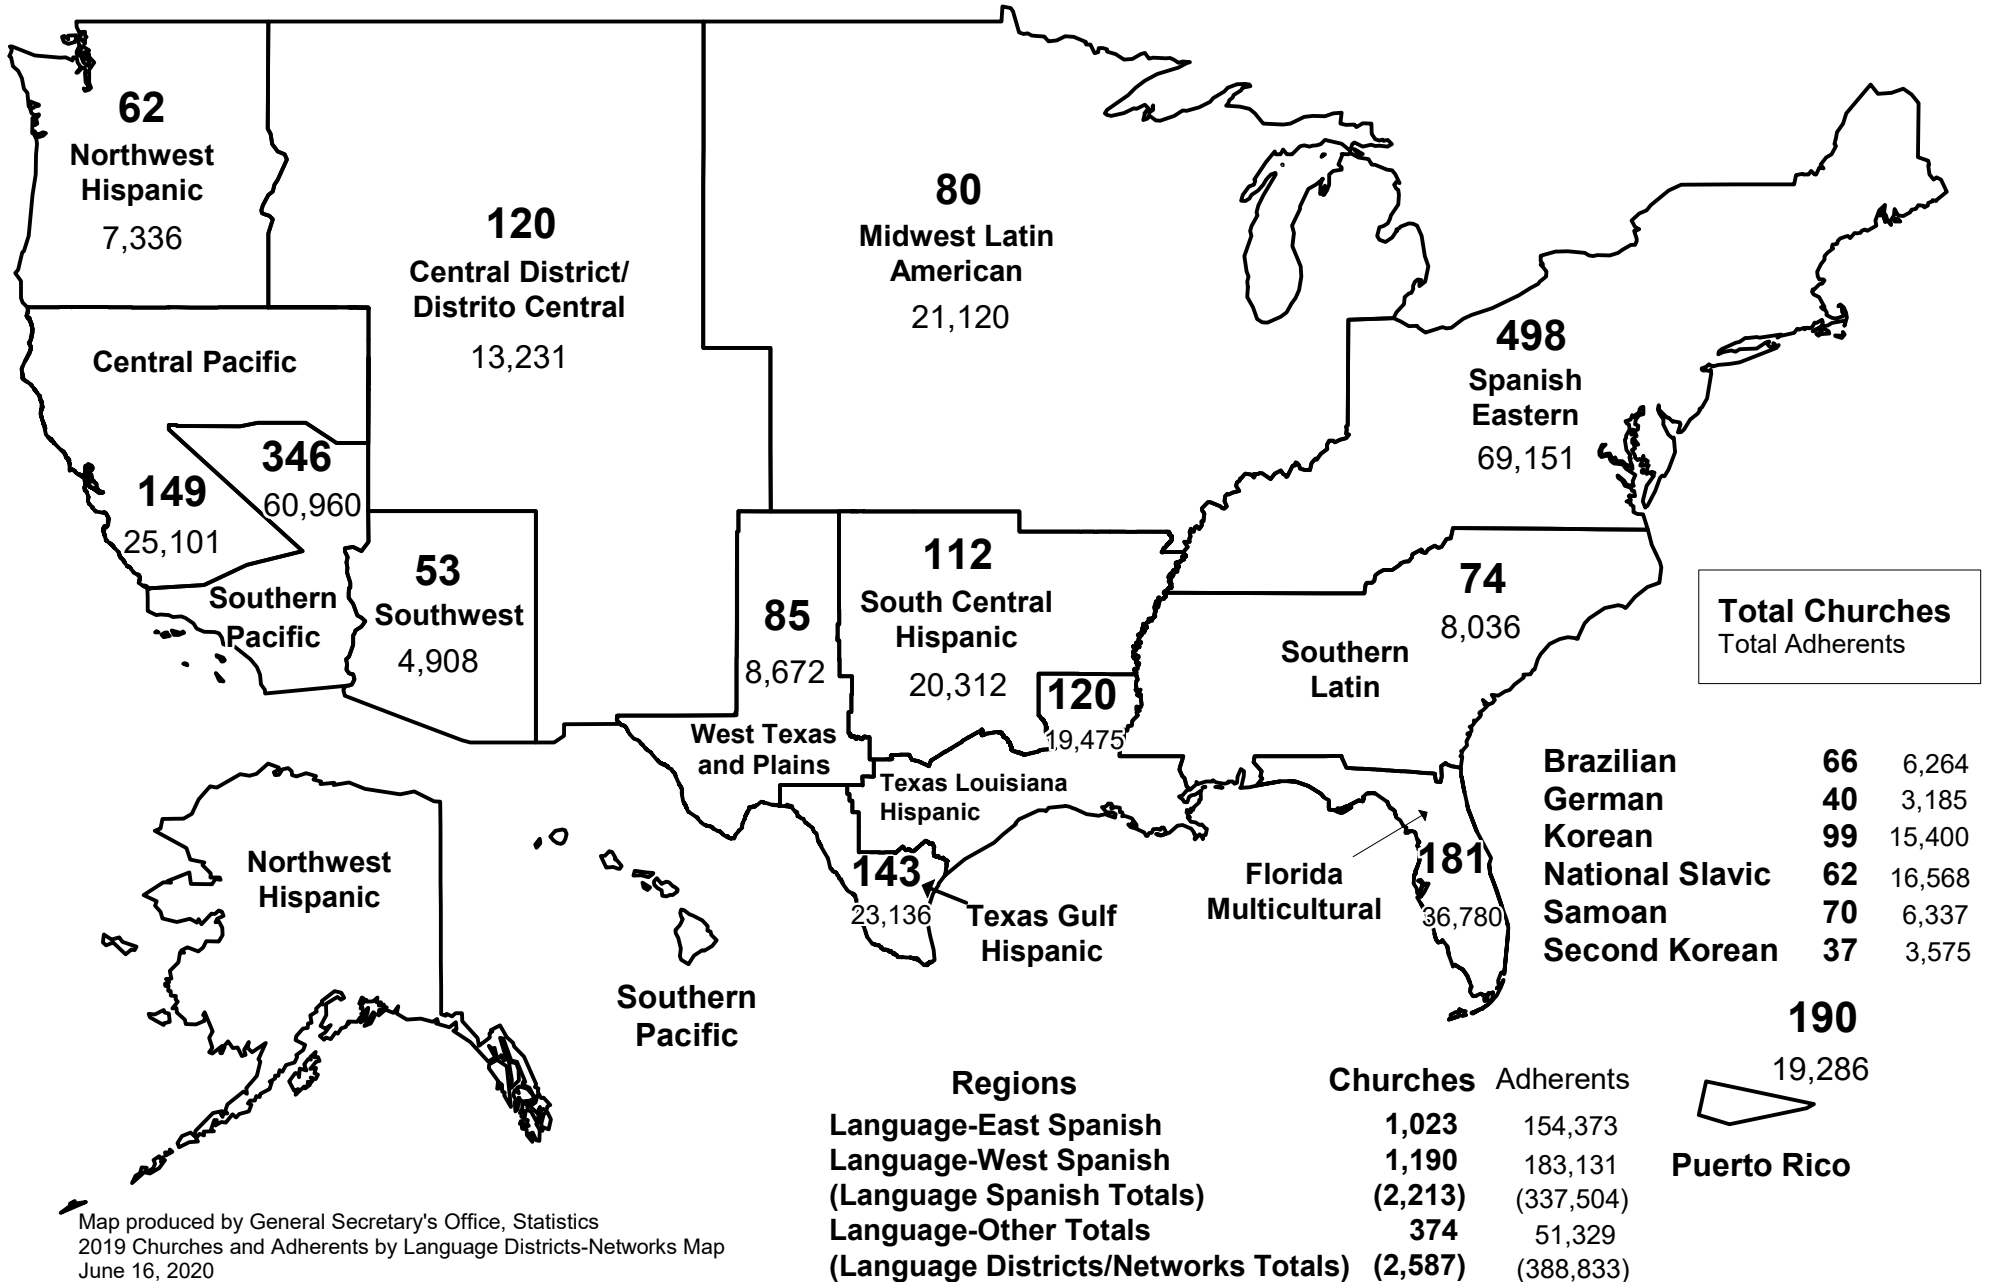 62
Northwest
Hispanic
7,336
120
Central District/
Distrito Central
13,231
80
Midwest Latin
American
21,120
498
Spanish
Eastern
69,151
Central Pacific
149
25,101
346
60,960
Southern
Pacific
53
Southwest
4,908
85
8,672
West Texas
and Plains
112
South Central
Hispanic
20,312
120
19,475
Texas Louisiana
Hispanic
74
8,036
Southern
Latin
Total Churches
Total Adherents
143
23,136
Texas Gulf
Hispanic
Florida
Multicultural
181
36,780
Brazilian 66 6,264
German 40 3,185
Korean 99 15,400
National Slavic 62 16,568
Samoan 70 6,337
Second Korean 37 3,575
Northwest
Hispanic
Southern
Pacific
190
19,286
Puerto Rico
Regions Churches Adherents
Language-East Spanish 1,023 154,373
Language-West Spanish 1,190 183,131
(Language Spanish Totals) (2,213) (337,504)
Language-Other Totals 374 51,329
(Language Districts/Networks Totals) (2,587) (388,833)
Map produced by General Secretary's Office, Statistics
2019 Churches and Adherents by Language Districts-Networks Map
June 16, 2020